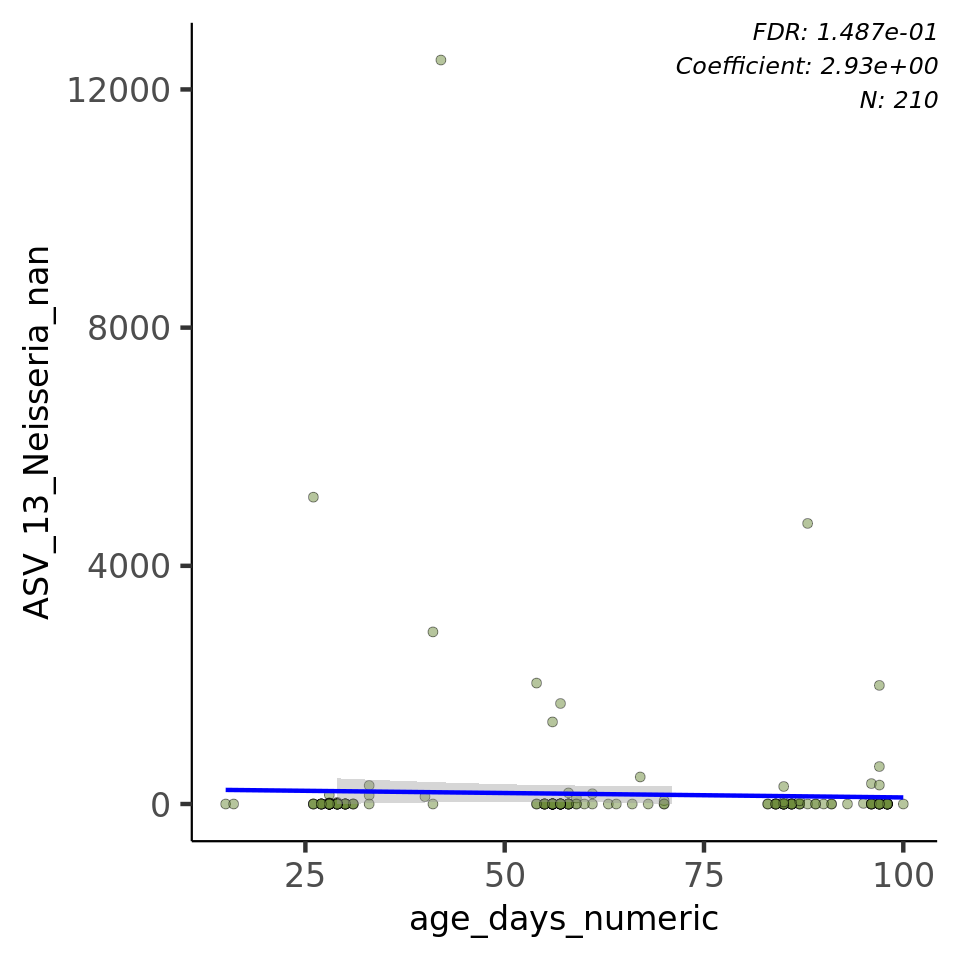 FDR: 1.487e-01
Coefficient: 2.93e+00
N: 210
12000
8000
4000
0
ASV_13_Neisseria_nan
25 50 75 100
age_days_numeric